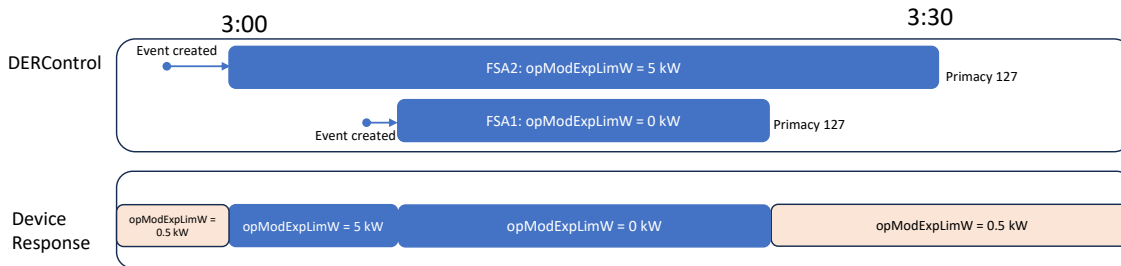 3:00
3:30
DERControl
Event created
FSA2: opModExpLimW = 5 kW
Primacy 127
FSA1: opModExpLimW = 0 kW
Primacy 127
Event created
Device
Response
opModExpLimW =
0.5 kW
opModExpLimW = 5 kW
opModExpLimW = 0 kW
opModExpLimW = 0.5 kW